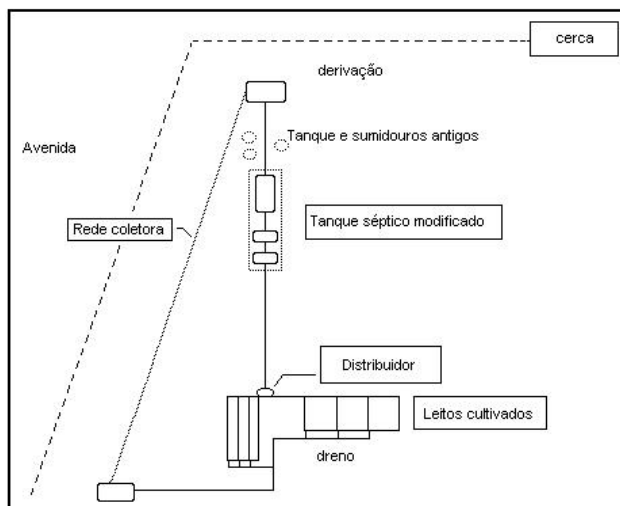 cerca
derivação
Tanque e sumidouros antigos
Avenida
Tanque séptico modificado
Rede coletora
Distribuidor
Leitos cultivados
dreno